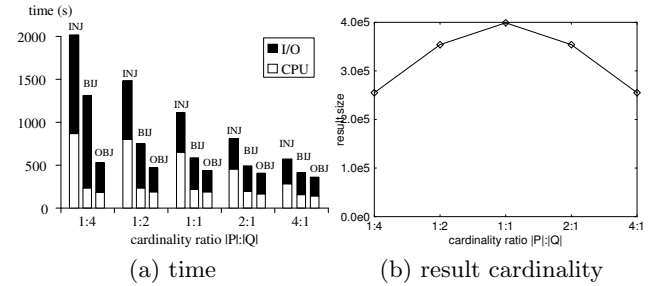 time (s)
2000
1500
1000
500
0
INJ
BIJ
OBJ
INJ
BIJ
OBJ
INJ
BIJ
OBJ
INJ
BIJ
OBJ
INJ
BIJ
OBJ
I/O
CPU
1:4 1:2 1:1 2:1 4:1
cardinality ratio |P|:|Q|
(a) time
4.0e5
3.0e5
2.0e5
1.0e5
0.0e0
result size
1:4 1:2 1:1 2:1 4:1
cardinality ratio |P|:|Q|
(b) result cardinality